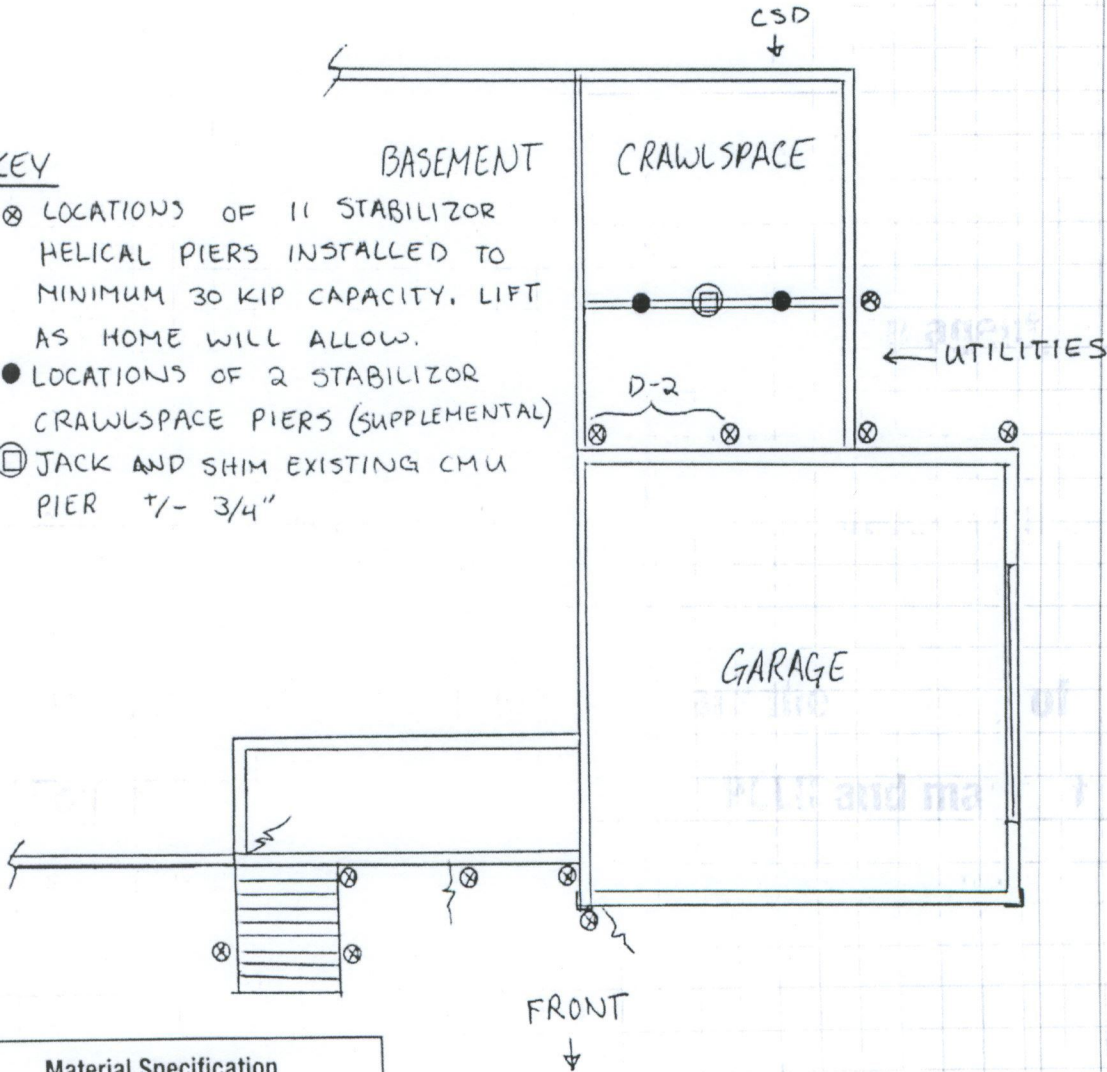 CSD
KEY
BASEMENT
CRAWLSPACE
LOCATIONS OF 11 STABILIZOR
HELICAL PIERS INSTALLED TO
MINIMUM 30 KIP CAPACITY. LIFT
AS HOME WILL ALLOW.
LOCATIONS OF 2 STABILIZOR
CRAWLSPACE PIERS (SUPPLEMENTAL)
JACK AND SHIM EXISTING CMU
PIER +/- 3/4"
UTILITIES
D-2
GARAGE
FRONT
Material Specification